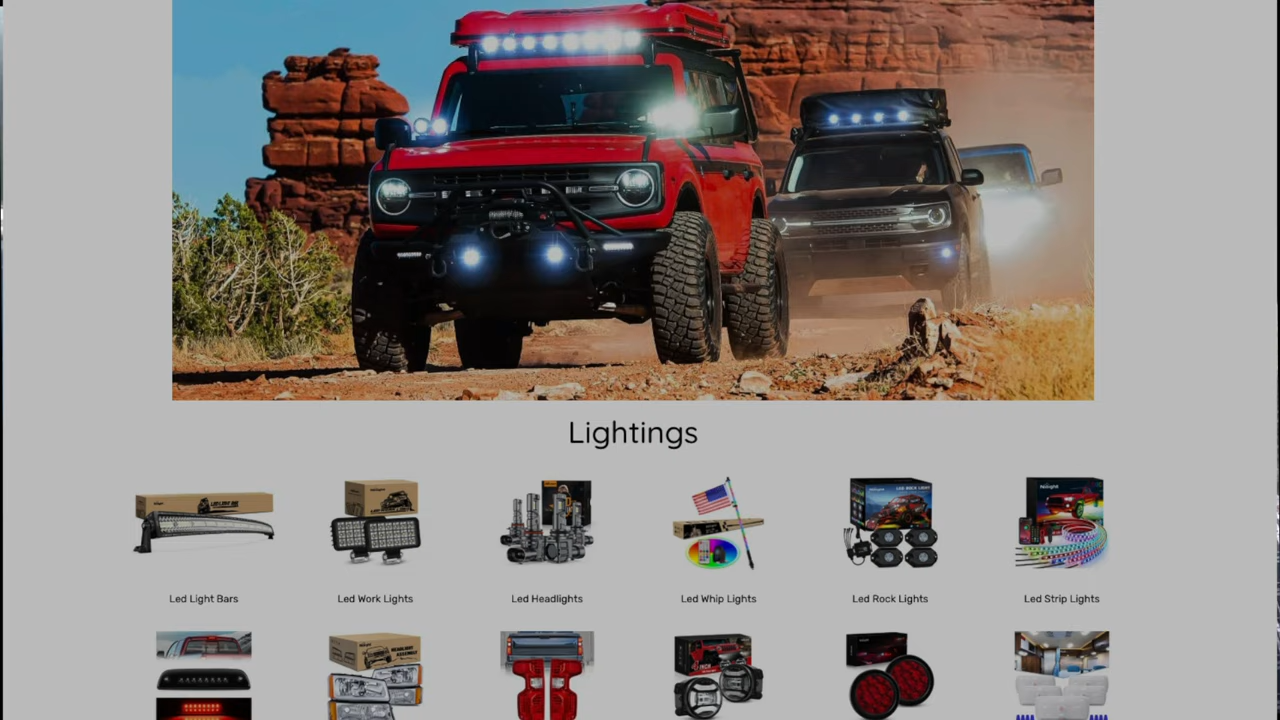 Lightings
Led Light Bars
Led Work Lights
Led Headlights
Led Whip Lights
Led Rock Lights
Led Strip Lights